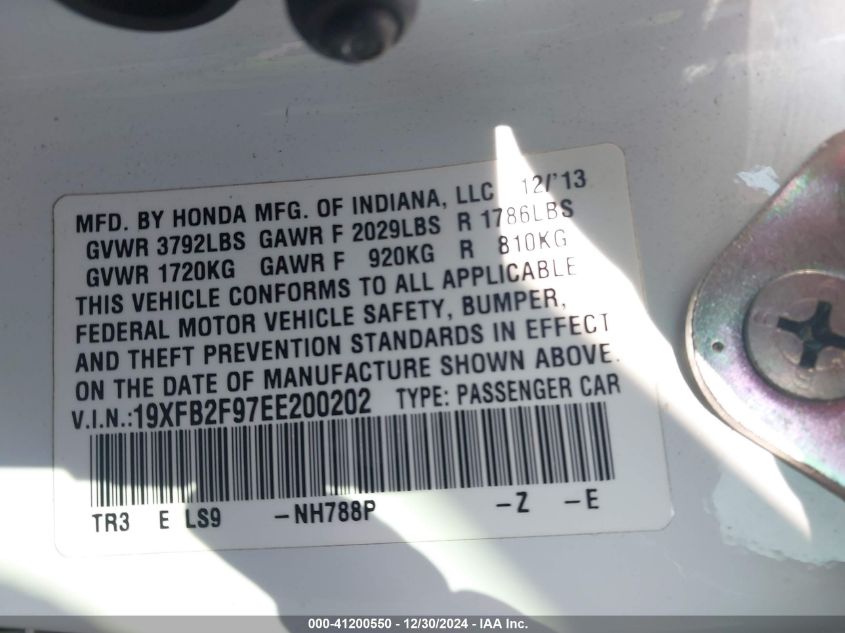 MFD. BY HONDA MFG. OF INDIANA, LLC 12/'13
GVWR 3792LBS GAWR F 2029LBS R 1786LBS
GVWR 1720KG GAWR F 920KG R 810KG
THIS VEHICLE CONFORMS TO ALL APPLICABLE
FEDERAL MOTOR VEHICLE SAFETY, BUMPER,
AND THEFT PREVENTION STANDARDS IN EFFECT
ON THE DATE OF MANUFACTURE SHOWN ABOVE.
V.I.N.:19XFB2F97EE200202 TYPE: PASSENGER CAR
TR3 E LS9 -NH788P -Z -E
000-41200550 - 12/30/2024 - IAA Inc.